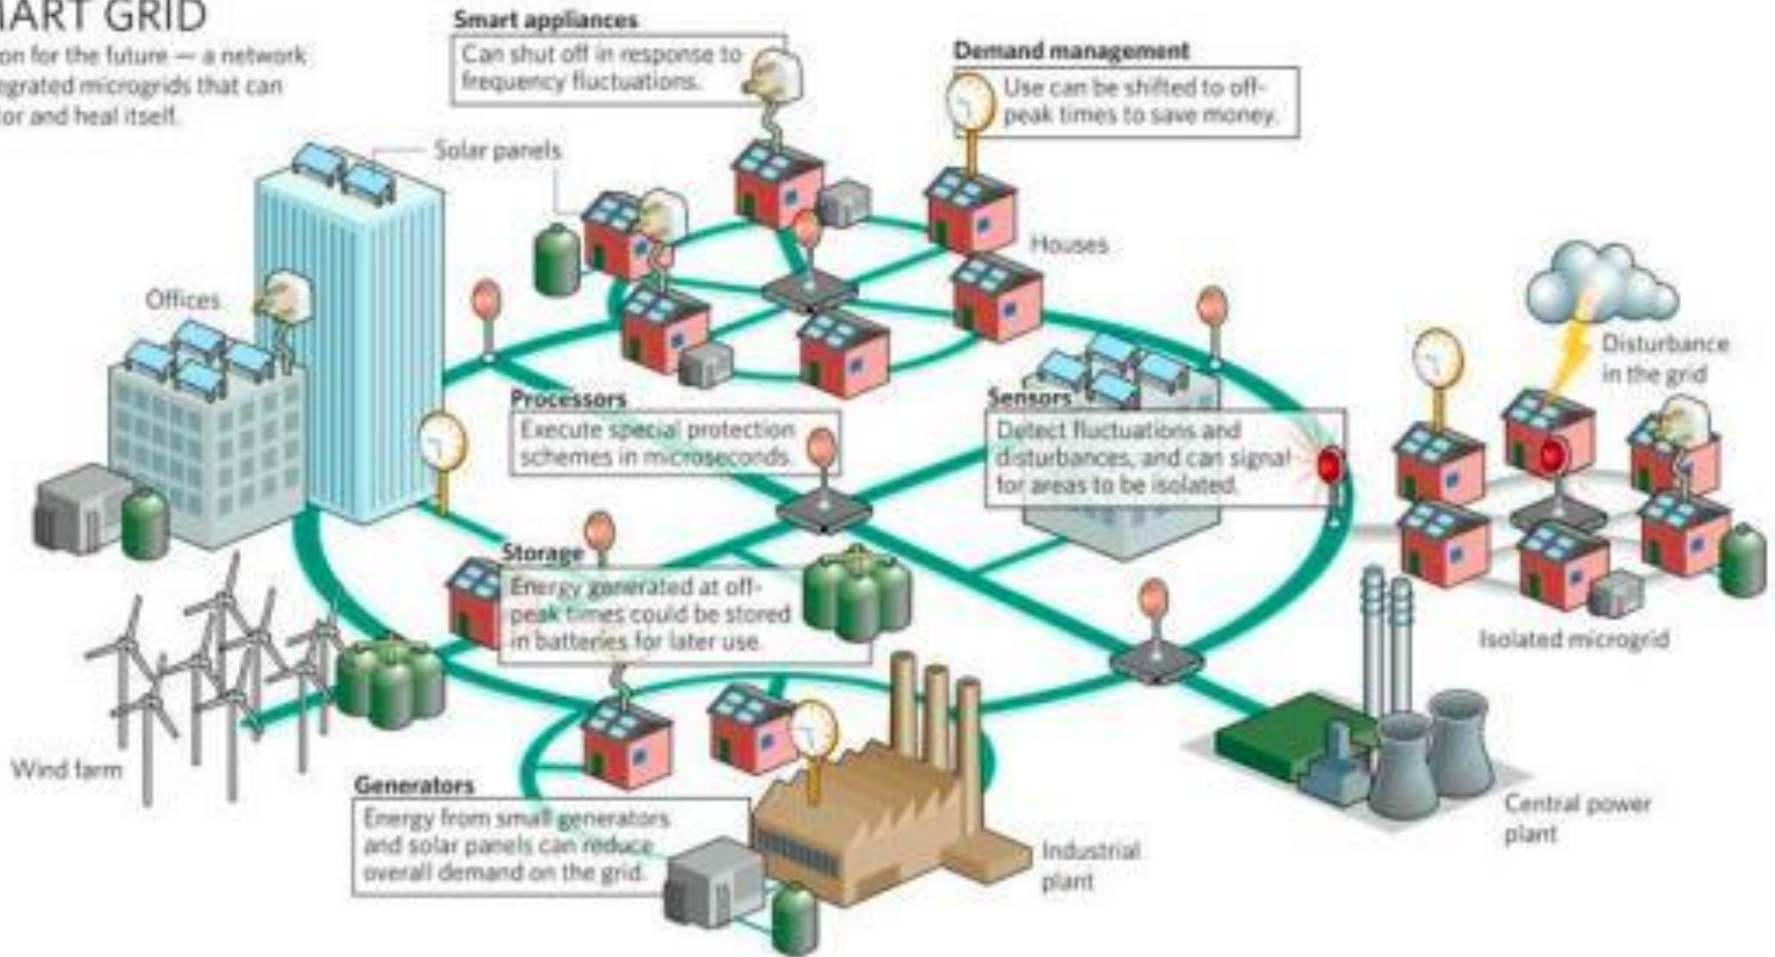 MART GRID
on for the future — a network
egrated microgrids that can
tor and heal itself.
Smart appliances
Can shut off in response to
frequency fluctuations.
Demand management
Use can be shifted to off-
peak times to save money.
Solar panels
Houses
Offices
Disturbance
in the grid
Processors
Execute special protection
schemes in microseconds.
Sensors
Detect fluctuations and
disturbances, and can signal
for areas to be isolated.
Storage
Energy generated at off-
peak times could be stored
in batteries for later use.
Isolated microgrid
Wind farm
Generators
Energy from small generators
and solar panels can reduce
overall demand on the grid.
Central power
plant
Industrial
plant